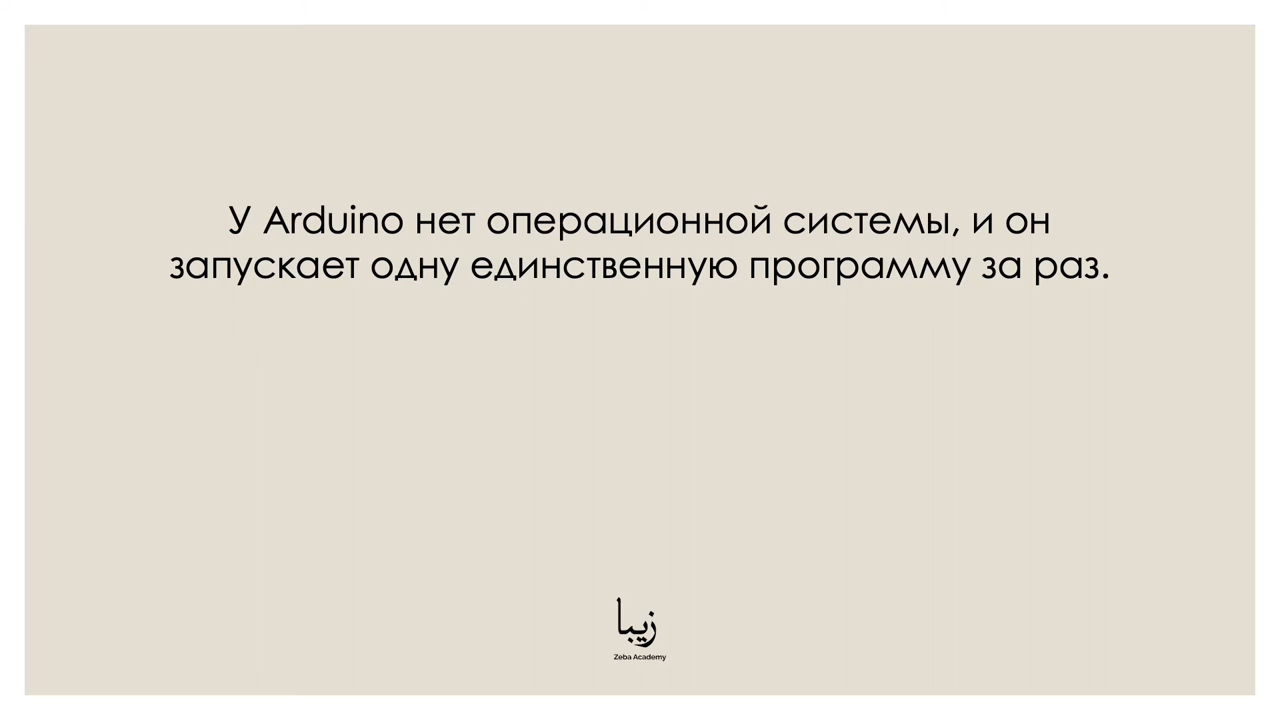 У Arduino нет операционной системы, и он
запускает одну единственную программу за раз.
زيبا
Zeba Academy